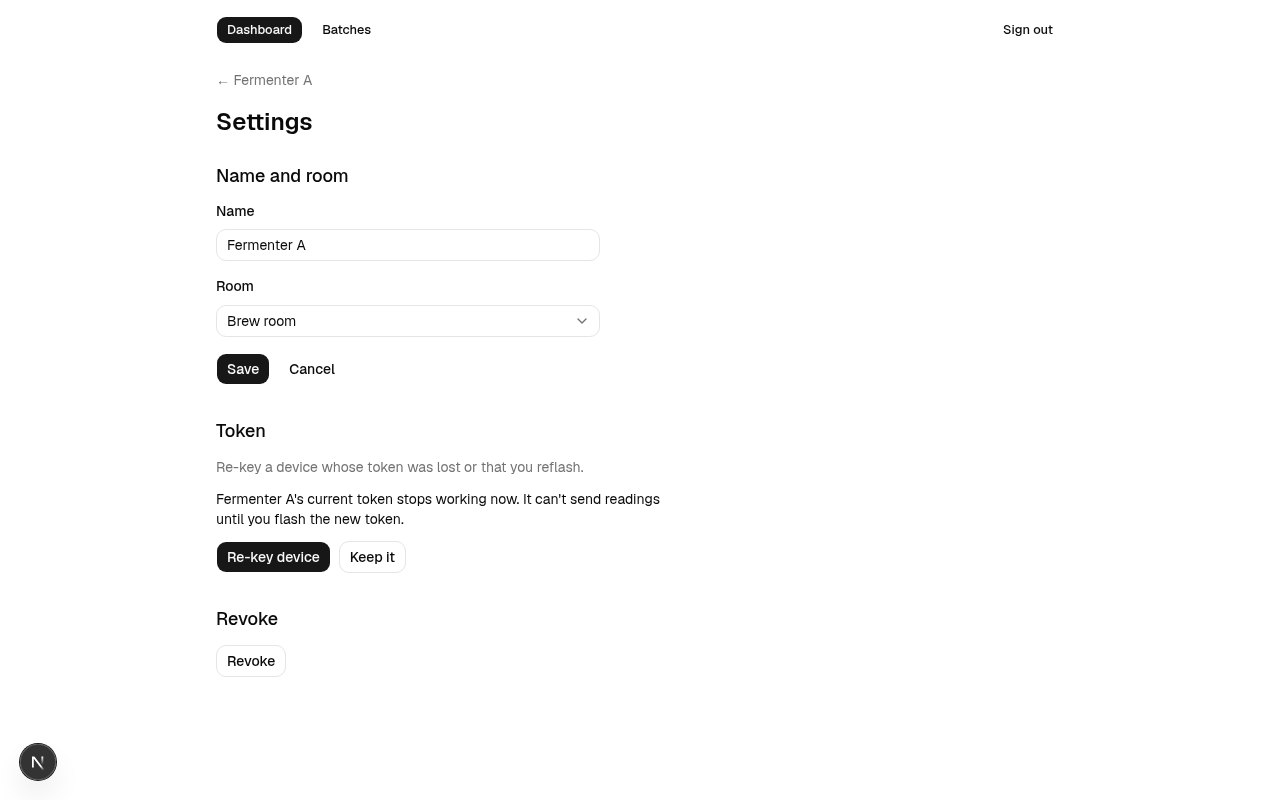 Dashboard
Batches
Sign out
← Fermenter A
Settings
Name and room
Name
Fermenter A
Room
Brew room
Save
Cancel
Token
Re-key a device whose token was lost or that you reflash.
Fermenter A's current token stops working now. It can't send readings
until you flash the new token.
Re-key device
Keep it
Revoke
Revoke
N